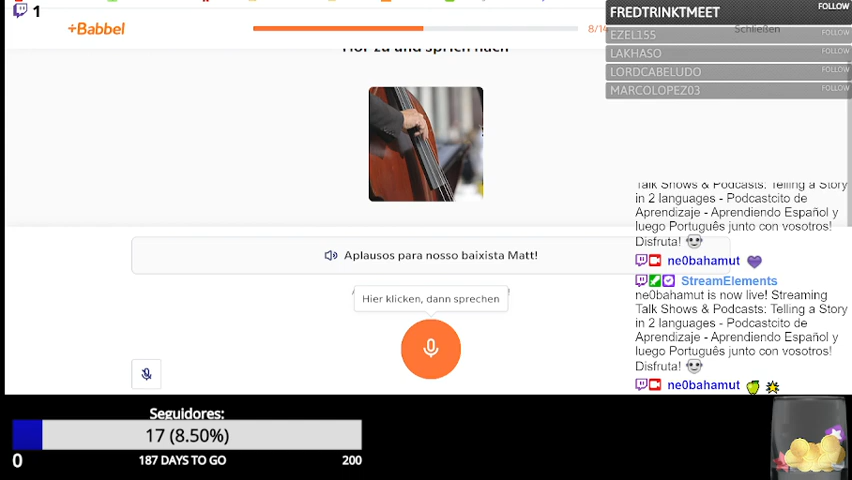 1
+Babbel
8/14
Schließen
Hör zu und sprich nach
Aplausos para nosso baixista Matt!
Hier klicken, dann sprechen
FREDTRINKTMEET FOLLOW
EZEL155 FOLLOW
LAKHASO FOLLOW
LORDCABELUDO FOLLOW
MARCOLOPEZ03 FOLLOW
Talk Shows & Podcasts: Telling a Story
in 2 languages - Podcastcito de
Aprendizaje - Aprendiendo Español y
luego Português junto con vosotros!
Disfruta!
ne0bahamut
StreamElements
ne0bahamut is now live! Streaming
Talk Shows & Podcasts: Telling a Story
in 2 languages - Podcastcito de
Aprendizaje - Aprendiendo Español y
luego Português junto con vosotros!
Disfruta!
ne0bahamut
Seguidores:
17 (8.50%)
0 187 DAYS TO GO 200